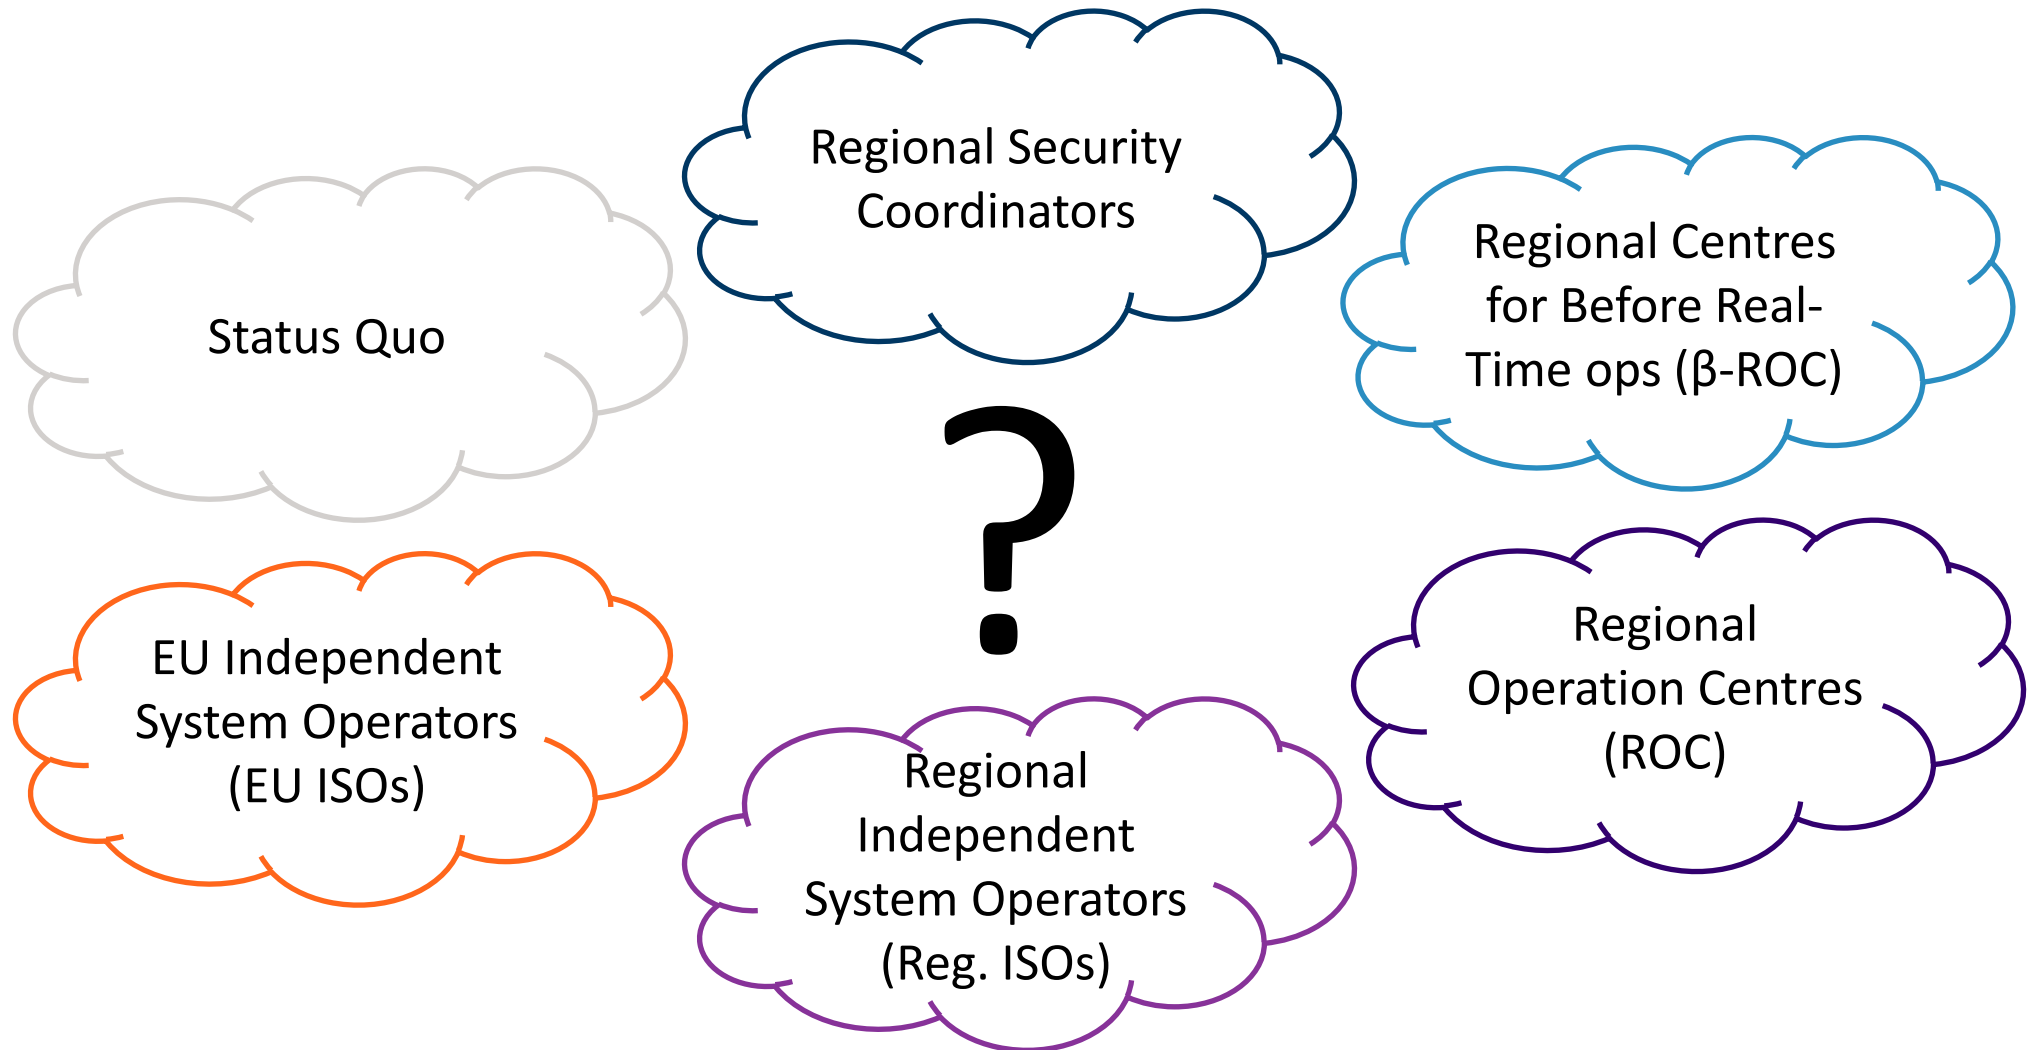 Regional Security
Coordinators
Status Quo
Regional Centres
for Before Real-
Time ops (β-ROC)
?
EU Independent
System Operators
(EU ISOs)
Regional
Independent
System Operators
(Reg. ISOs)
Regional
Operation Centres
(ROC)